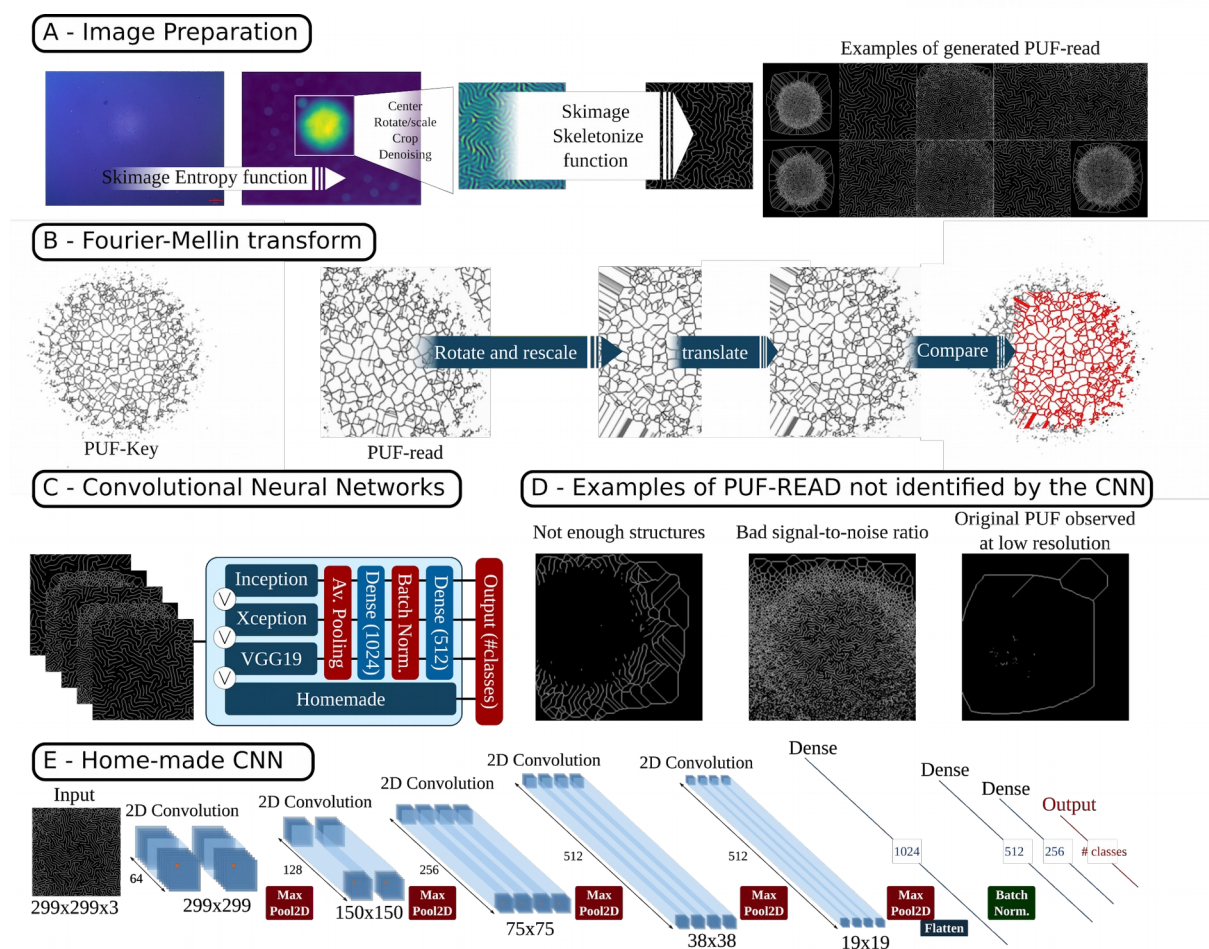 A - Image Preparation
Examples of generated PUF-read
Center
Rotate/scale
Crop
Denoising
Skimage Entropy function
Skimage
Skeletonize
function
B - Fourier-Mellin transform
PUF-Key
PUF-read
Rotate and rescale
translate
Compare
C - Convolutional Neural Networks
Inception
Xception
VGG19
Homemade
V
V
V
Av. Pooling
Dense (1024)
Batch Norm.
Dense (512)
Output (#classes)
D - Examples of PUF-READ not identified by the CNN
Not enough structures
Bad signal-to-noise ratio
Original PUF observed
at low resolution
E - Home-made CNN
Input
299x299x3
2D Convolution
64
299x299
Max
Pool2D
2D Convolution
128
150x150
Max
Pool2D
2D Convolution
256
75x75
Max
Pool2D
2D Convolution
512
38x38
Max
Pool2D
2D Convolution
512
19x19
Max
Pool2D
Flatten
Dense
1024
Batch
Norm.
Dense
512
Dense
256
Output
# classes